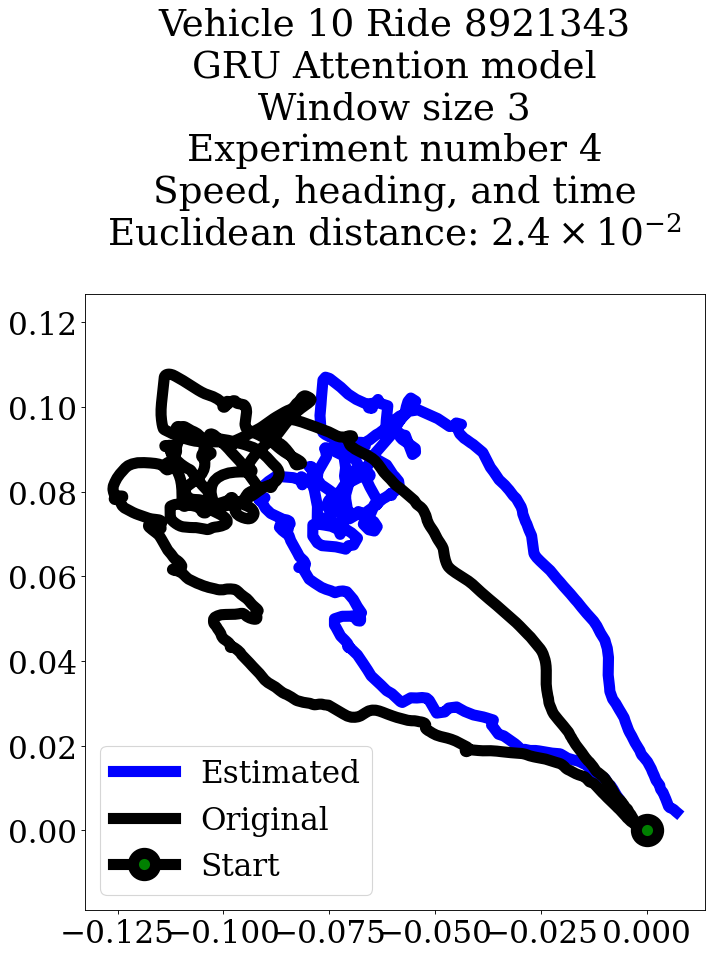 Vehicle 10 Ride 8921343
GRU Attention model
Window size 3
Experiment number 4
Speed, heading, and time
Euclidean distance: 2.4 × 10⁻²
0.12
0.10
0.08
0.06
0.04
0.02
0.00
Estimated
Original
Start
−0.125 −0.100 −0.075 −0.050 −0.025 0.000